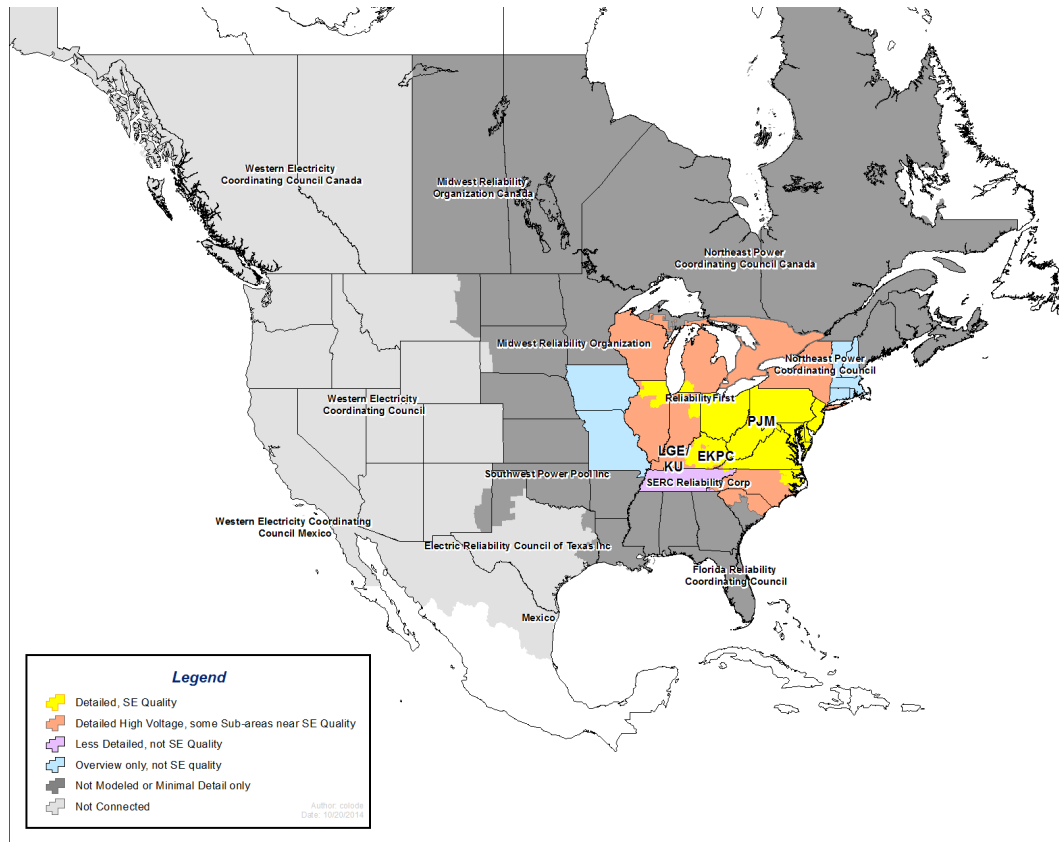 Western Electricity
Coordinating Council Canada
Midwest Reliability
Organization Canada
Northeast Power
Coordinating Council Canada
Midwest Reliability Organization
Northeast Power
Coordinating Council
Western Electricity
Coordinating Council
ReliabilityFirst
PJM
LGE/
KU
EKPC
Southwest Power Pool Inc
SERC Reliability Corp
Western Electricity Coordinating
Council Mexico
Electric Reliability Council of Texas Inc
Florida Reliability
Coordinating Council
Mexico
Legend
Detailed, SE Quality
Detailed High Voltage, some Sub-areas near SE Quality
Less Detailed, not SE Quality
Overview only, not SE quality
Not Modeled or Minimal Detail only
Not Connected
Author: colode
Date: 10/20/2014